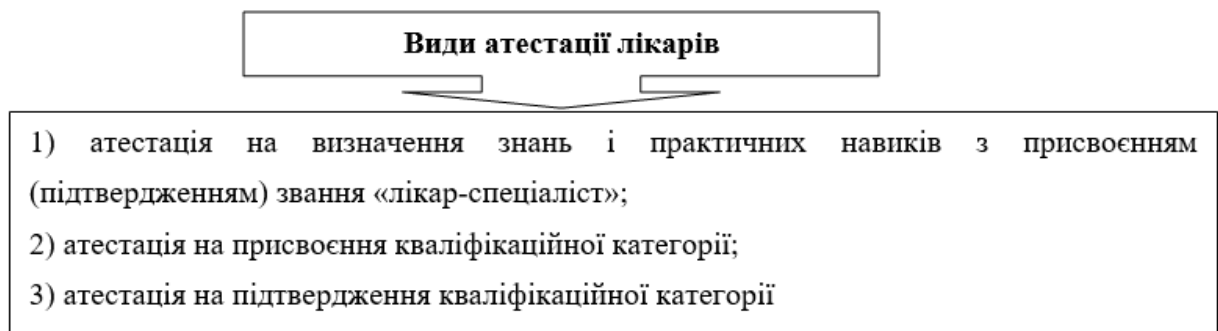 Види атестації лікарів
1) атестація на визначення знань і практичних навиків з присвоєнням
(підтвердженням) звання «лікар-спеціаліст»;
2) атестація на присвоєння кваліфікаційної категорії;
3) атестація на підтвердження кваліфікаційної категорії